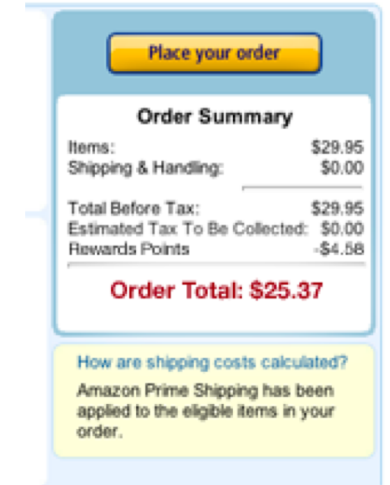 Place your order
Order Summary
Items: $29.95
Shipping & Handling: $0.00
Total Before Tax: $29.95
Estimated Tax To Be Collected: $0.00
Rewards Points -$4.58
Order Total: $25.37
How are shipping costs calculated?
Amazon Prime Shipping has been
applied to the eligible items in your
order.